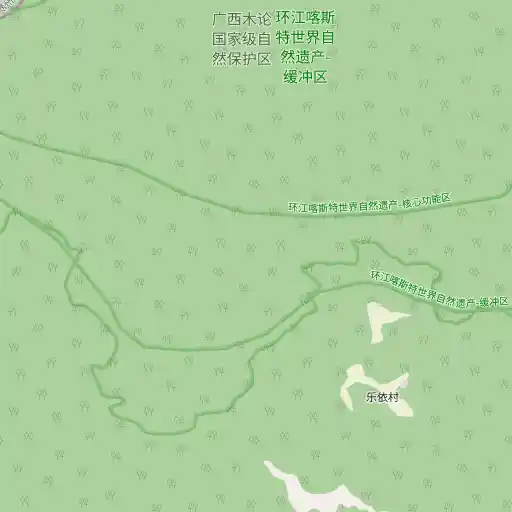 广西木论
国家级自
然保护区
环江喀斯
特世界自
然遗产-
缓冲区
环江喀斯特世界自然遗产-核心功能区
环江喀斯特世界自然遗产-缓冲区
乐依村